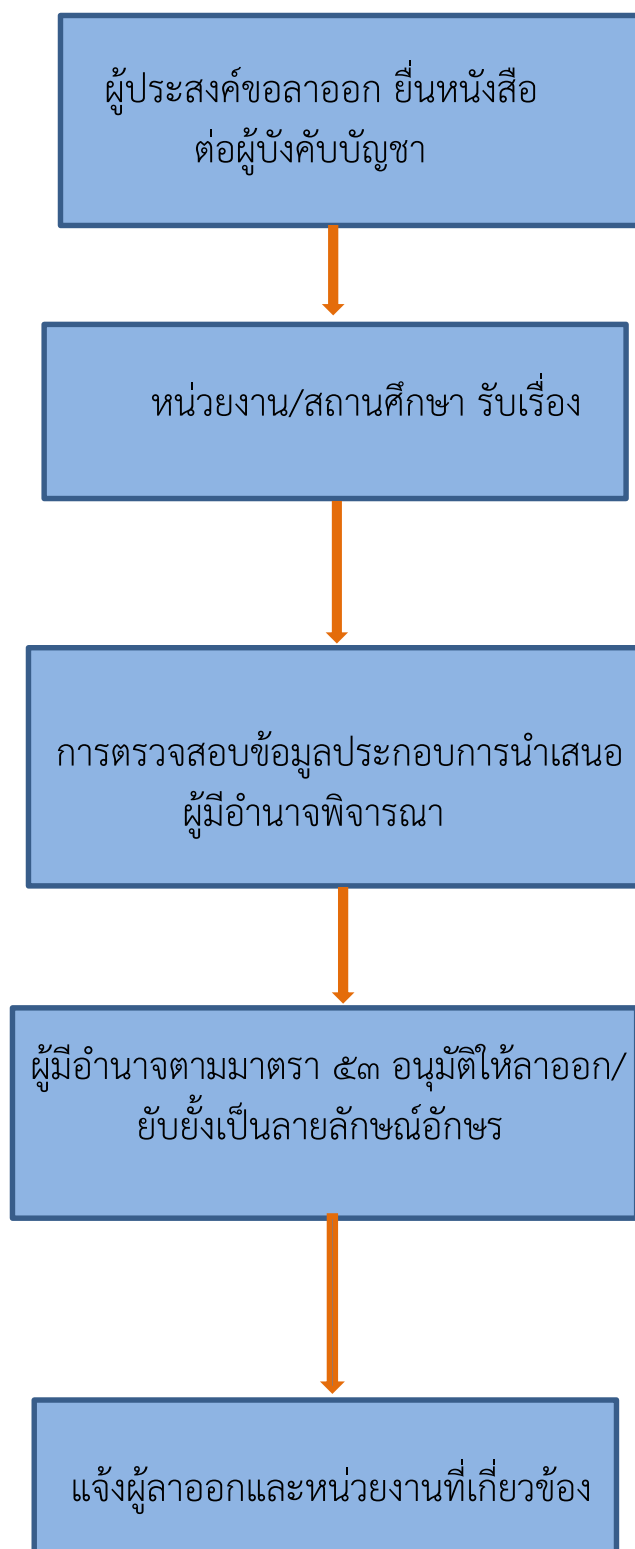 ผู้ประสงค์ขอลาออก ยื่นหนังสือ
ต่อผู้บังคับบัญชา
หน่วยงาน/สถานศึกษา รับเรื่อง
การตรวจสอบข้อมูลประกอบการนำเสนอ
ผู้มีอำนาจพิจารณา
ผู้มีอำนาจตามมาตรา ๕๓ อนุมัติให้ลาออก/
ยับยั้งเป็นลายลักษณ์อักษร
แจ้งผู้ลาออกและหน่วยงานที่เกี่ยวข้อง